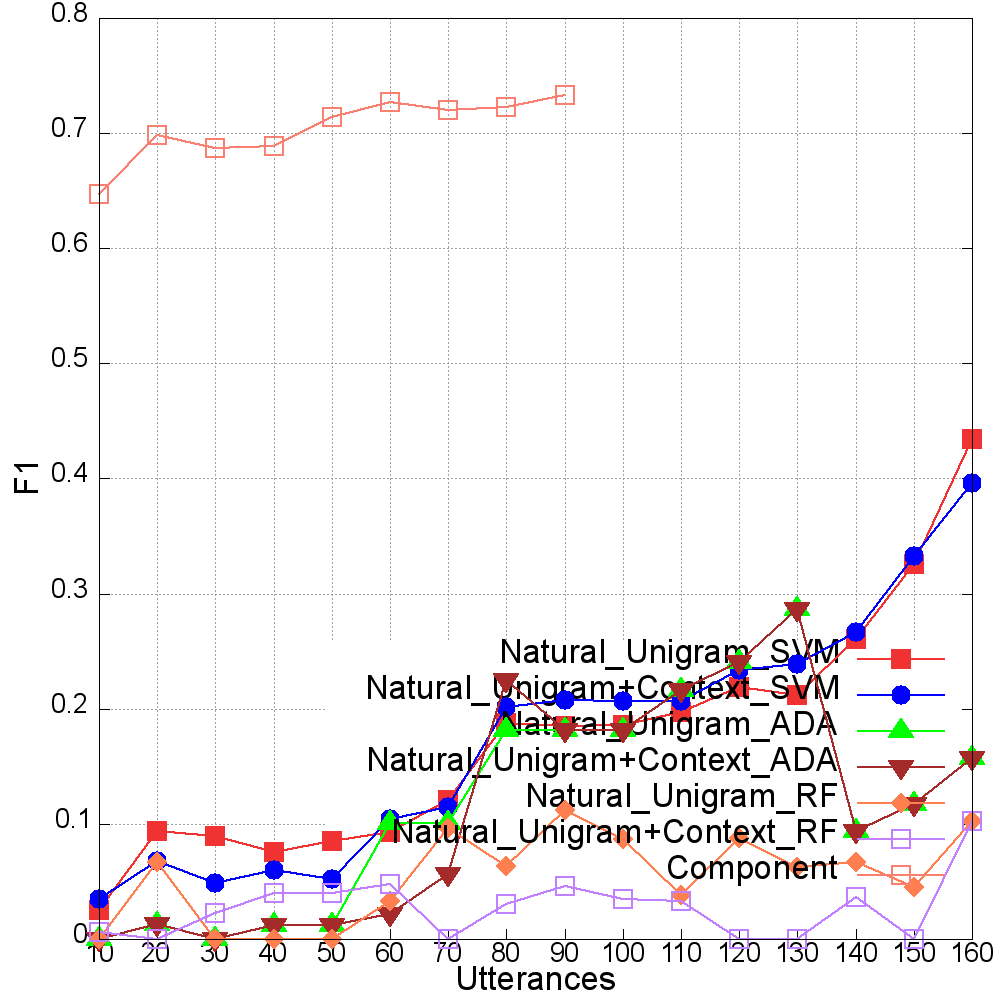 0.8
0.7
0.6
0.5
0.4
0.3
0.2
0.1
0
F1
Natural_Unigram_SVM
Natural_Unigram+Context_SVM
Natural_Unigram_ADA
Natural_Unigram+Context_ADA
Natural_Unigram_RF
Natural_Unigram+Context_RF
Component
10 20 30 40 50 60 70 80 90 100 110 120 130 140 150 160
Utterances